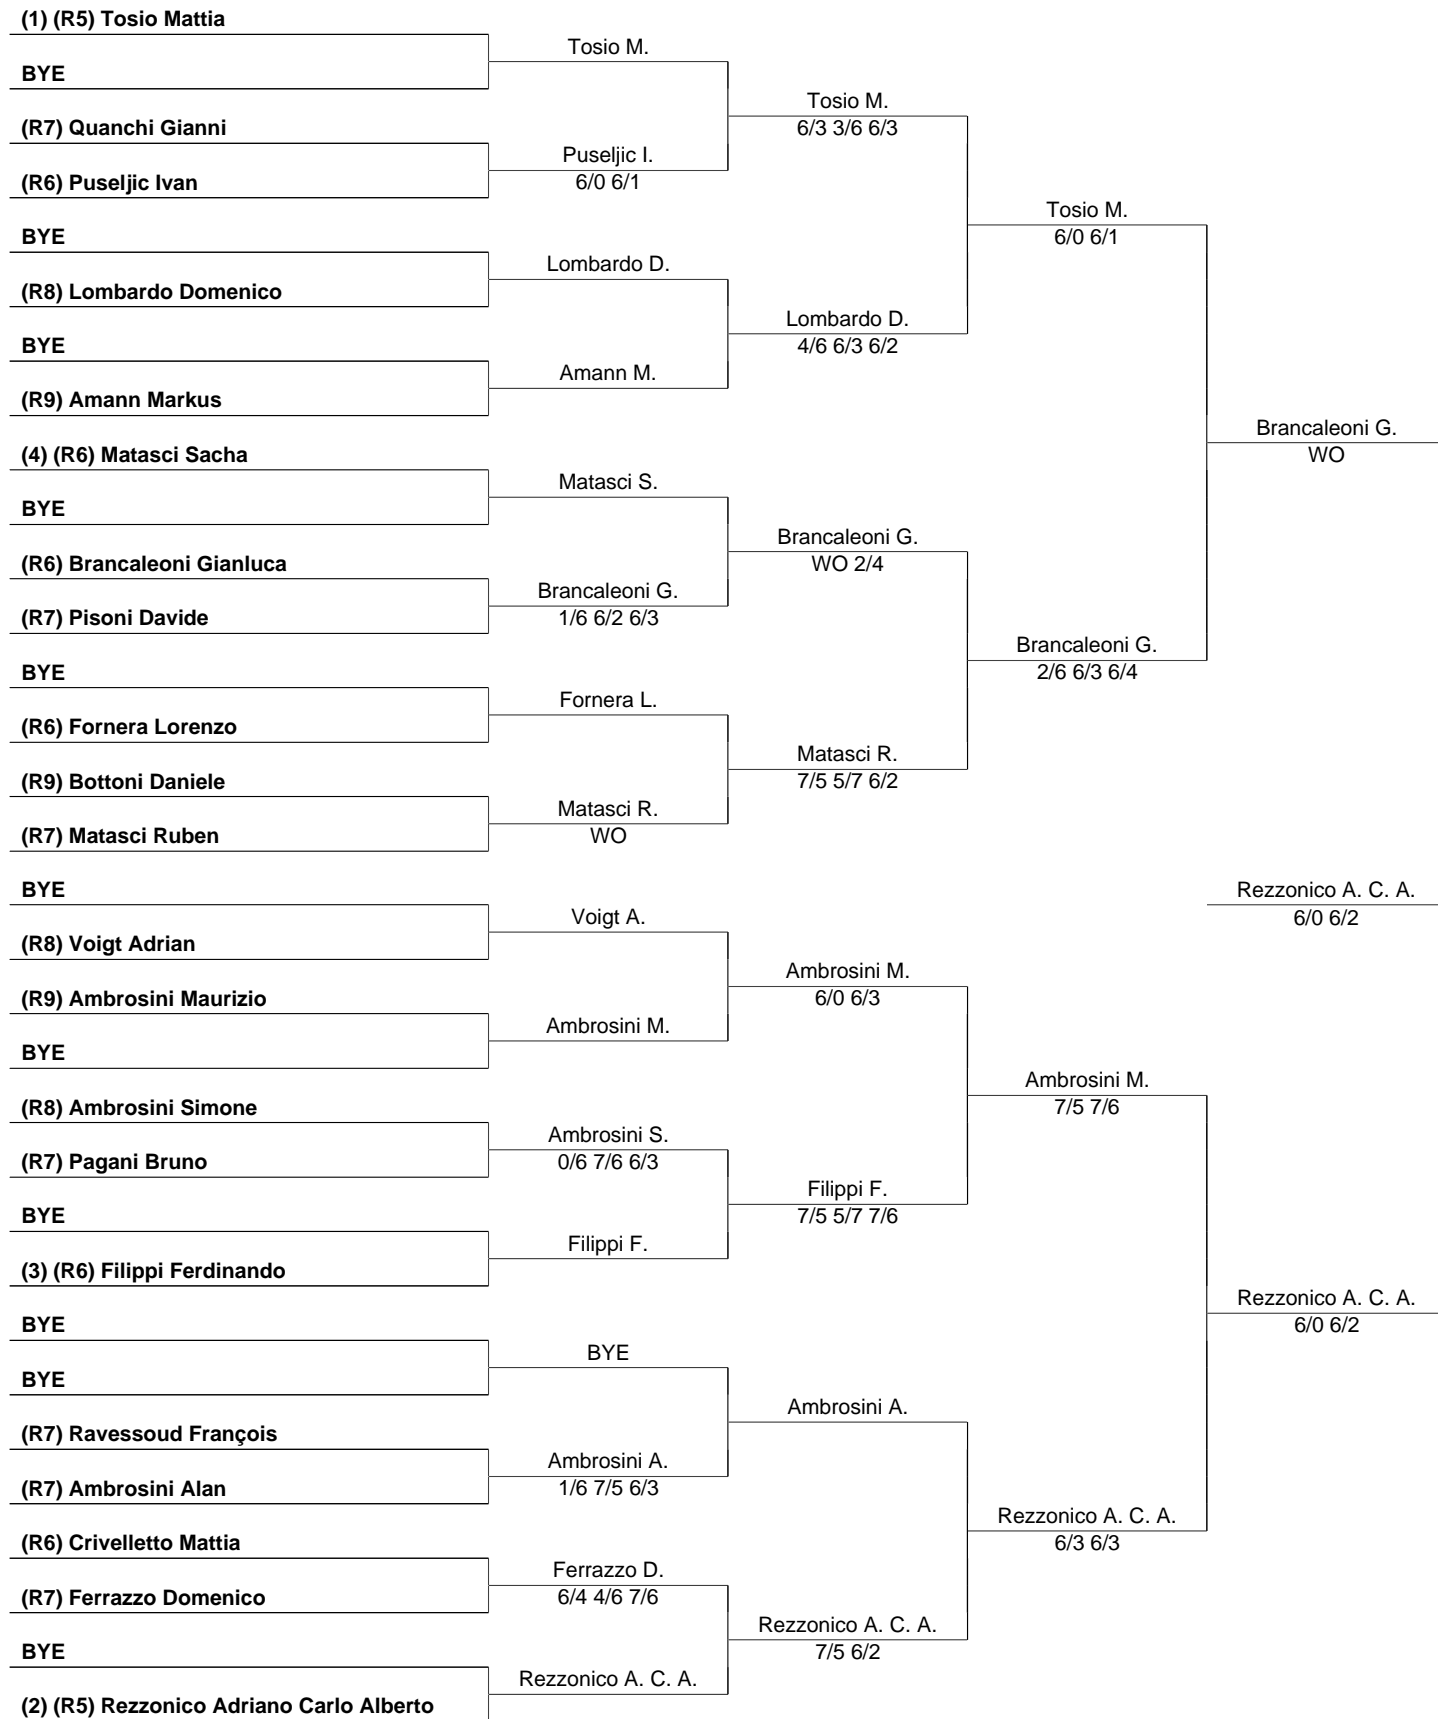 (1) (R5) Tosio Mattia
BYE
(R7) Quanchi Gianni
(R6) Puseljic Ivan
BYE
(R8) Lombardo Domenico
BYE
(R9) Amann Markus
(4) (R6) Matasci Sacha
BYE
(R6) Brancaleoni Gianluca
(R7) Pisoni Davide
BYE
(R6) Fornera Lorenzo
(R9) Bottoni Daniele
(R7) Matasci Ruben
BYE
(R8) Voigt Adrian
(R9) Ambrosini Maurizio
BYE
(R8) Ambrosini Simone
(R7) Pagani Bruno
BYE
(3) (R6) Filippi Ferdinando
BYE
BYE
(R7) Ravessoud François
(R7) Ambrosini Alan
(R6) Crivelletto Mattia
(R7) Ferrazzo Domenico
BYE
(2) (R5) Rezzonico Adriano Carlo Alberto
Tosio M.
Puseljic I.
6/0 6/1
Lombardo D.
Amann M.
Matasci S.
Brancaleoni G.
1/6 6/2 6/3
Fornera L.
Matasci R.
WO
Voigt A.
Ambrosini M.
Ambrosini S.
0/6 7/6 6/3
Filippi F.
BYE
Ambrosini A.
1/6 7/5 6/3
Ferrazzo D.
6/4 4/6 7/6
Rezzonico A. C. A.
Tosio M.
6/3 3/6 6/3
Lombardo D.
4/6 6/3 6/2
Brancaleoni G.
WO 2/4
Matasci R.
7/5 5/7 6/2
Ambrosini M.
6/0 6/3
Filippi F.
7/5 5/7 7/6
Ambrosini A.
Rezzonico A. C. A.
7/5 6/2
Tosio M.
6/0 6/1
Brancaleoni G.
2/6 6/3 6/4
Ambrosini M.
7/5 7/6
Rezzonico A. C. A.
6/3 6/3
Brancaleoni G.
WO
Rezzonico A. C. A.
6/0 6/2
Rezzonico A. C. A.
6/0 6/2